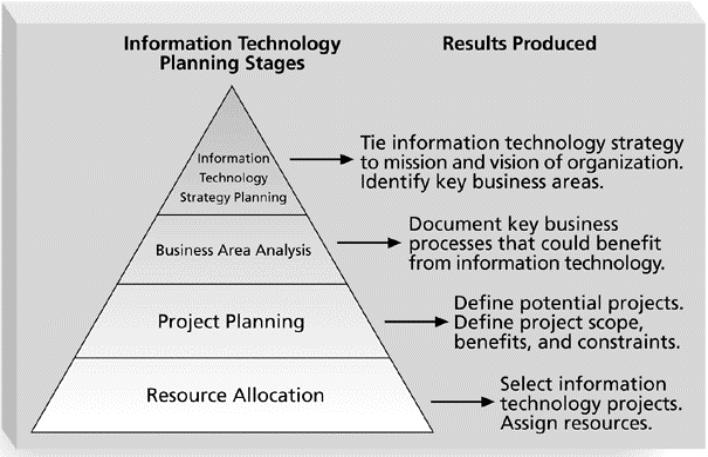 Information Technology
Planning Stages
Results Produced
Information
Technology
Strategy Planning
Tie information technology strategy
to mission and vision of organization.
Identify key business areas.
Business Area Analysis
Document key business
processes that could benefit
from information technology.
Project Planning
Define potential projects.
Define project scope,
benefits, and constraints.
Resource Allocation
Select information
technology projects.
Assign resources.